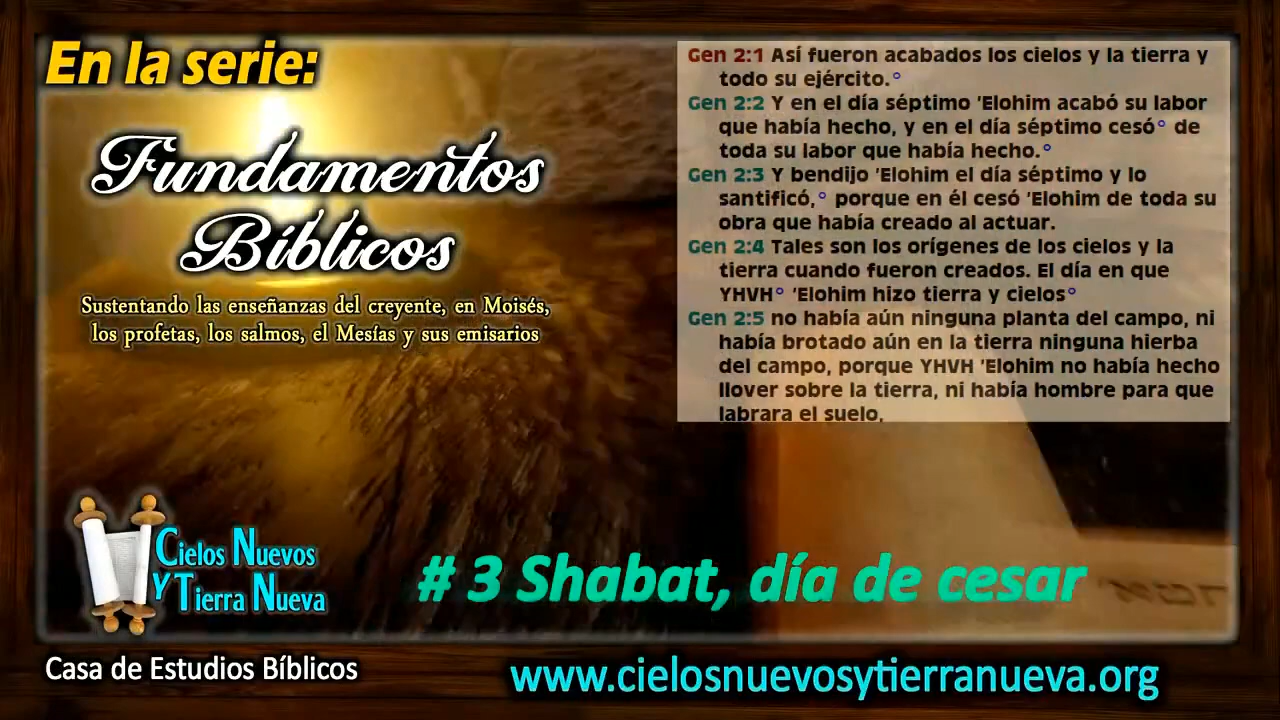 En la serie:
Fundamentos
Bíblicos
Sustentando las enseñanzas del creyente, en Moisés,
los profetas, los salmos, el Mesías y sus emisarios
Gen 2:1 Así fueron acabados los cielos y la tierra y
todo su ejército.°
Gen 2:2 Y en el día séptimo 'Elohim acabó su labor
que había hecho, y en el día séptimo cesó° de
toda su labor que había hecho.°
Gen 2:3 Y bendijo 'Elohim el día séptimo y lo
santificó,° porque en él cesó 'Elohim de toda su
obra que había creado al actuar.
Gen 2:4 Tales son los orígenes de los cielos y la
tierra cuando fueron creados. El día en que
YHVH° 'Elohim hizo tierra y cielos°
Gen 2:5 no había aún ninguna planta del campo, ni
había brotado aún en la tierra ninguna hierba
del campo, porque YHVH 'Elohim no había hecho
llover sobre la tierra, ni había hombre para que
labrara el suelo,
Cielos Nuevos
Y Tierra Nueva
# 3 Shabat, día de cesar
Casa de Estudios Bíblicos
www.cielosnuevosytierranueva.org